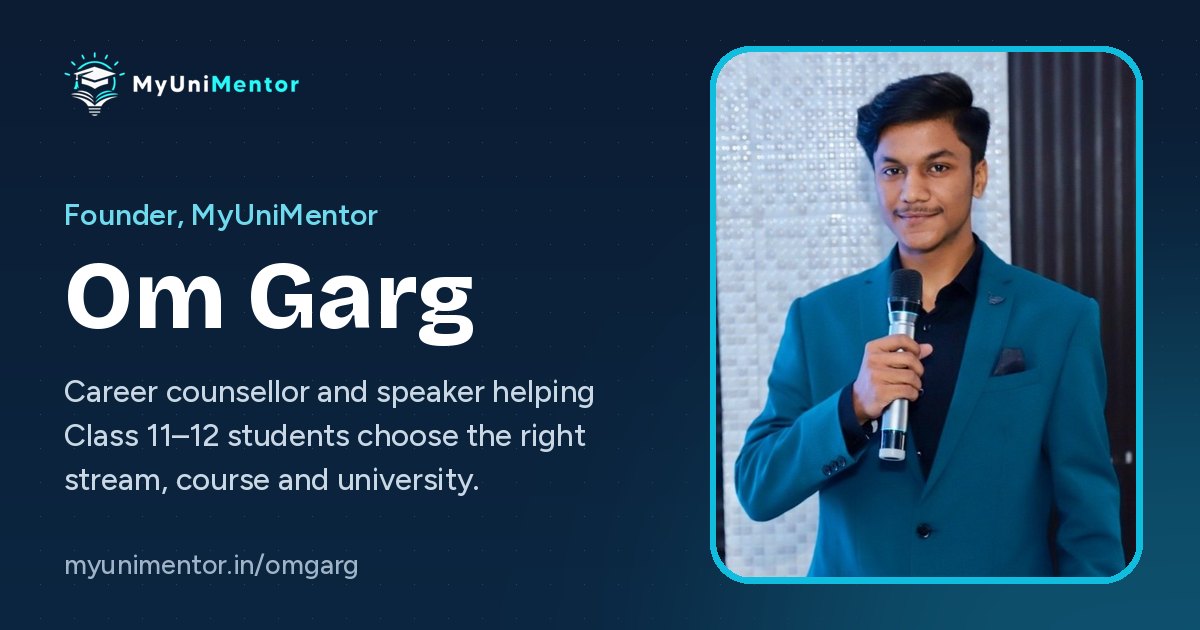 MyUniMentor
Founder, MyUniMentor
Om Garg
Career counsellor and speaker helping
Class 11–12 students choose the right
stream, course and university.
myunimentor.in/omgarg